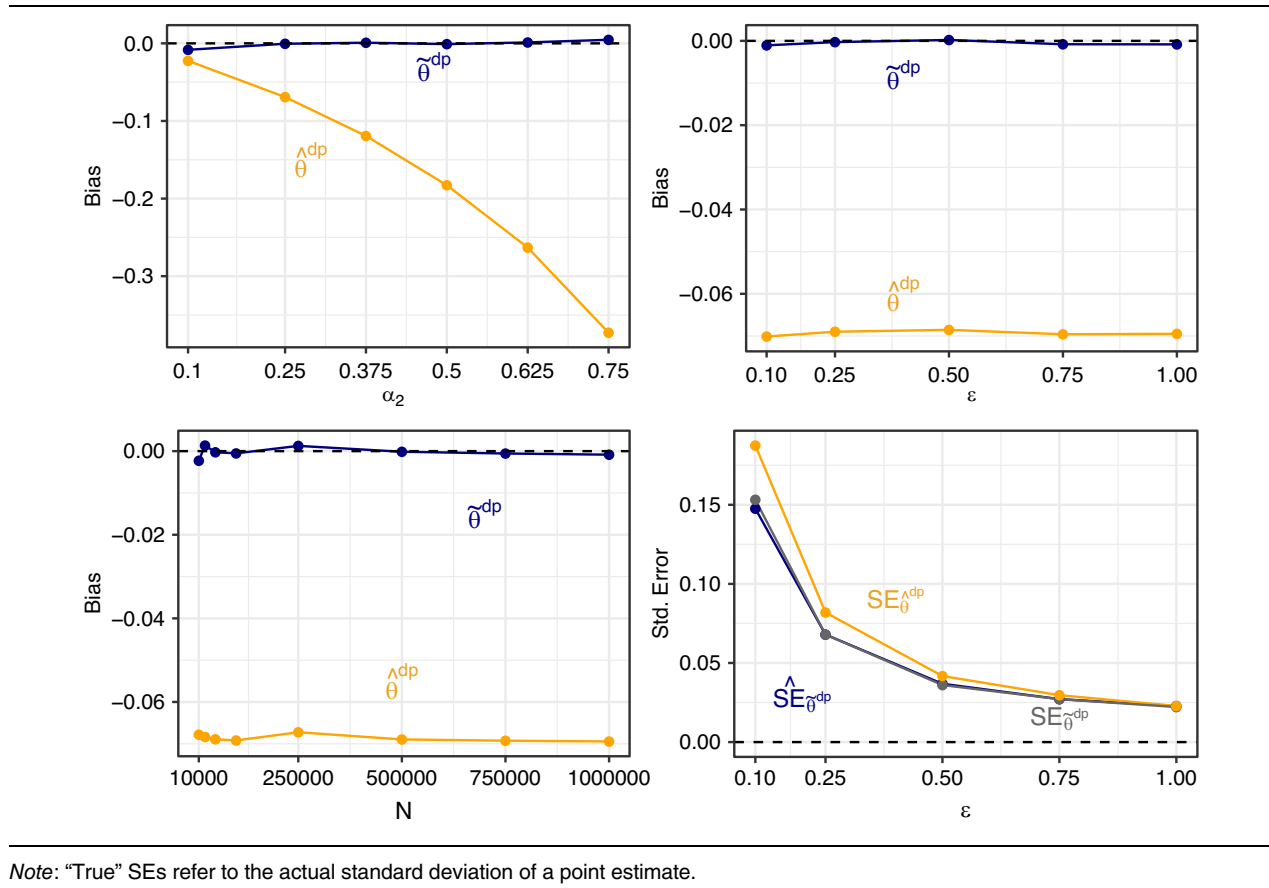 0.0
−0.1
−0.2
−0.3
Bias
θ̃^dp
θ̂^dp
0.1 0.25 0.375 0.5 0.625 0.75
α₂
0.00
−0.02
−0.04
−0.06
Bias
θ̃^dp
θ̂^dp
0.10 0.25 0.50 0.75 1.00
ε
0.00
−0.02
−0.04
−0.06
Bias
θ̃^dp
θ̂^dp
10000 250000 500000 750000 1000000
N
0.15
0.10
0.05
0.00
Std. Error
SE_θ̂^dp
ŜE_θ̃^dp
SE_θ̃^dp
0.10 0.25 0.50 0.75 1.00
ε
Note: “True” SEs refer to the actual standard deviation of a point estimate.